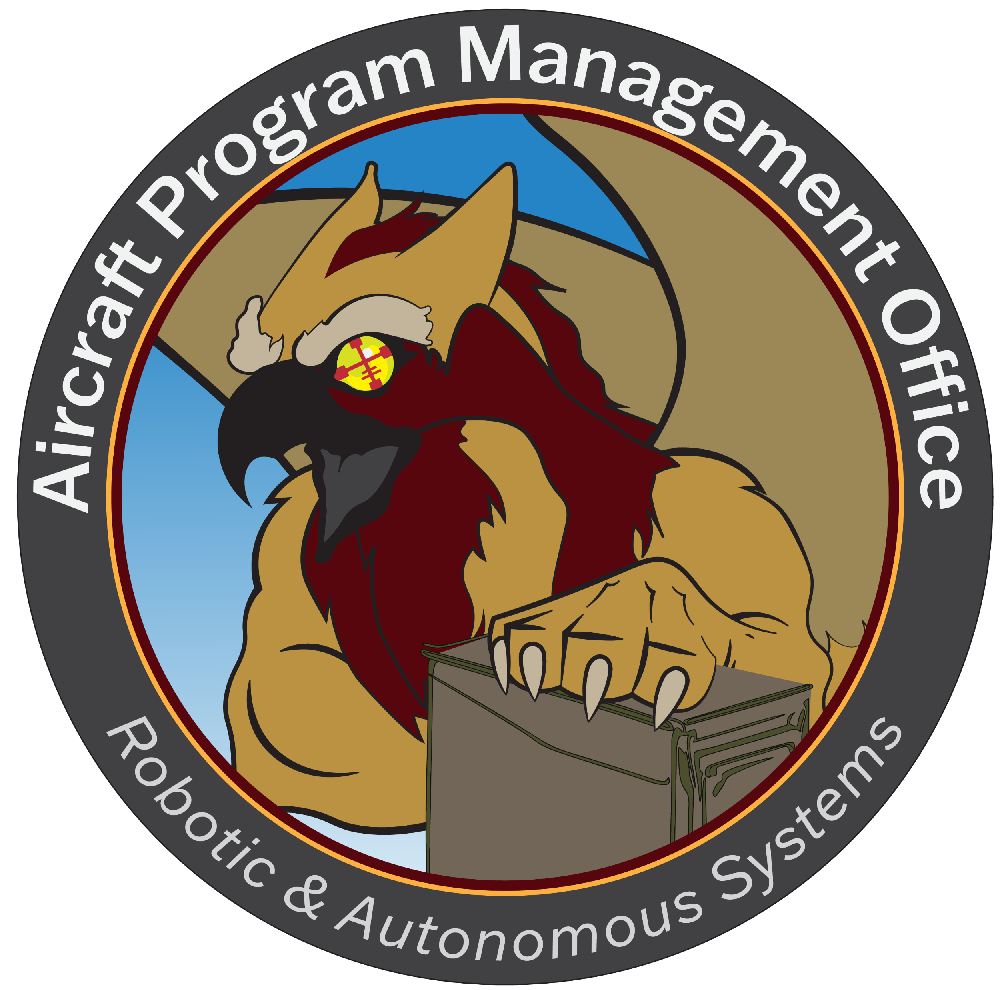 Aircraft Program Management Office
Robotic & Autonomous Systems